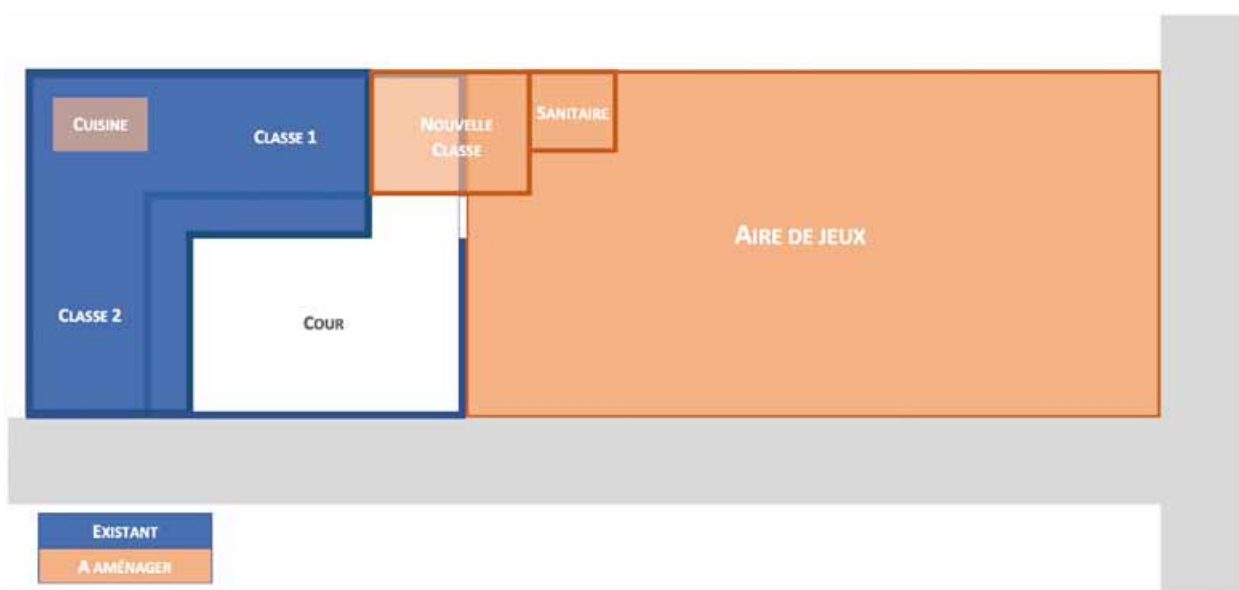 CUISINE
CLASSE 1
NOUVELLE
CLASSE
SANITAIRE
AIRE DE JEUX
CLASSE 2
COUR
EXISTANT
A AMÉNAGER